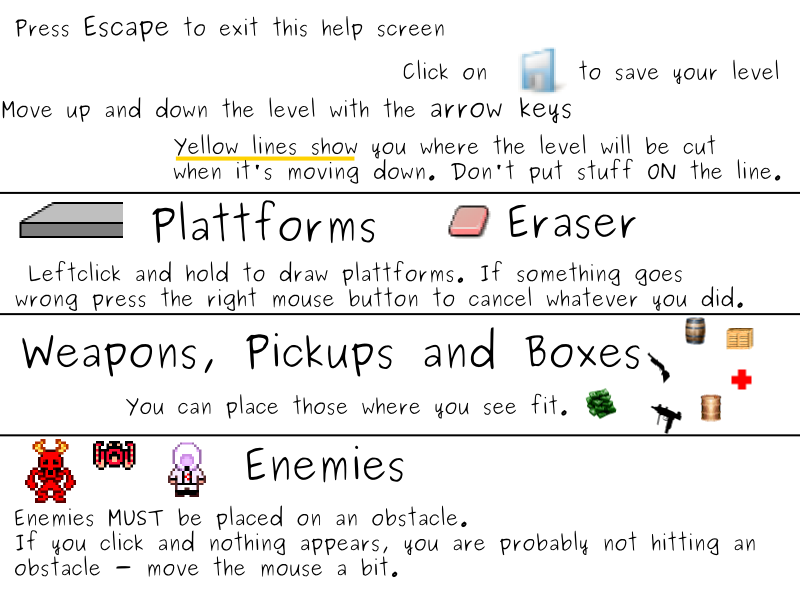 Press Escape to exit this help screen
Click on to save your level
Move up and down the level with the arrow keys
Yellow lines show you where the level will be cut
when it's moving down. Don't put stuff ON the line.
Plattforms
Eraser
Leftclick and hold to draw plattforms. If something goes
wrong press the right mouse button to cancel whatever you did.
Weapons, Pickups and Boxes
You can place those where you see fit.
Enemies
Enemies MUST be placed on an obstacle.
If you click and nothing appears, you are probably not hitting an
obstacle - move the mouse a bit.